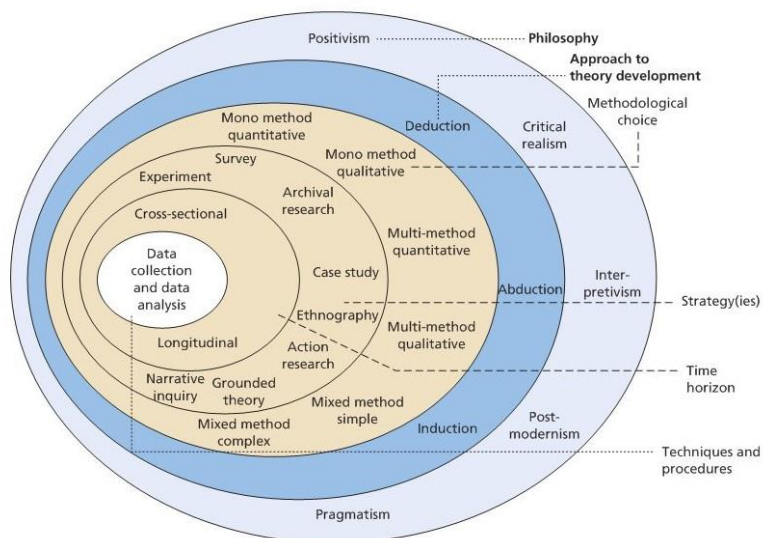 Positivism
Philosophy
Approach to
theory development
Methodological
choice
Mono method
quantitative
Deduction
Critical
realism
Survey
Mono method
qualitative
Experiment
Archival
research
Cross-sectional
Multi-method
quantitative
Data
collection
and data
analysis
Case study
Abduction
Inter-
pretivism
Strategy(ies)
Ethnography
Multi-method
qualitative
Longitudinal
Action
research
Time
horizon
Narrative
inquiry
Grounded
theory
Mixed method
simple
Mixed method
complex
Induction
Post-
modernism
Techniques and
procedures
Pragmatism